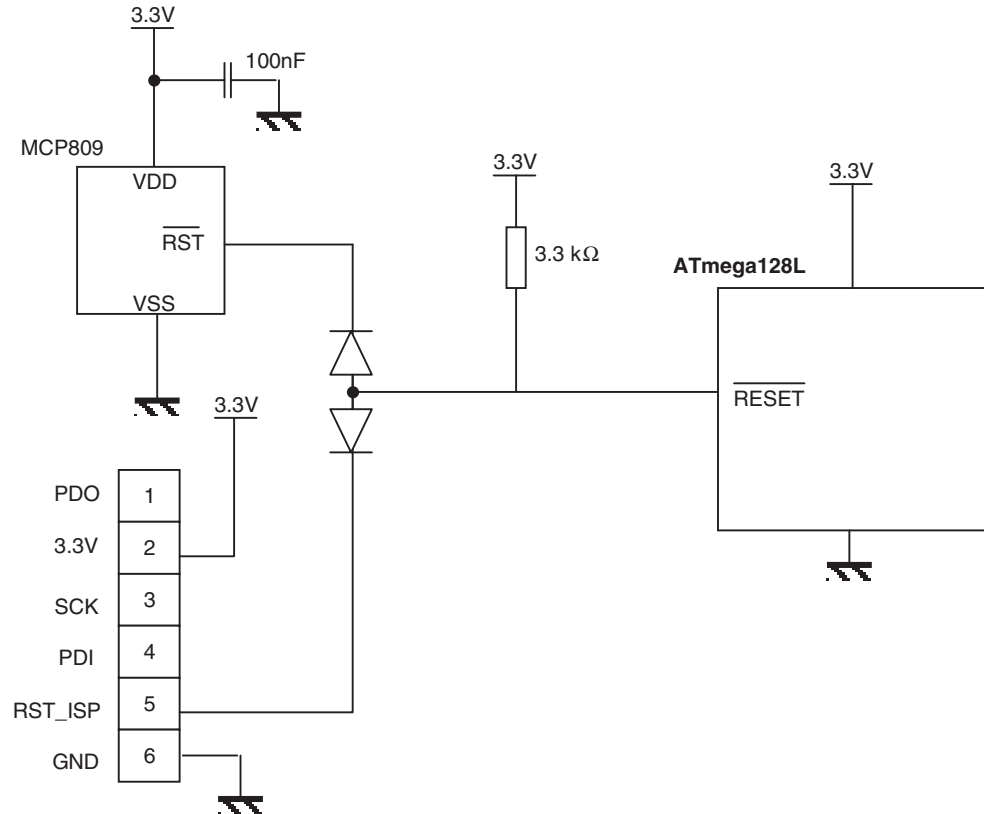 3.3V
100nF
MCP809
VDD
RST
VSS
3.3V
3.3 kΩ
3.3V
ATmega128L
RESET
3.3V
PDO 1
3.3V 2
SCK 3
PDI 4
RST_ISP 5
GND 6